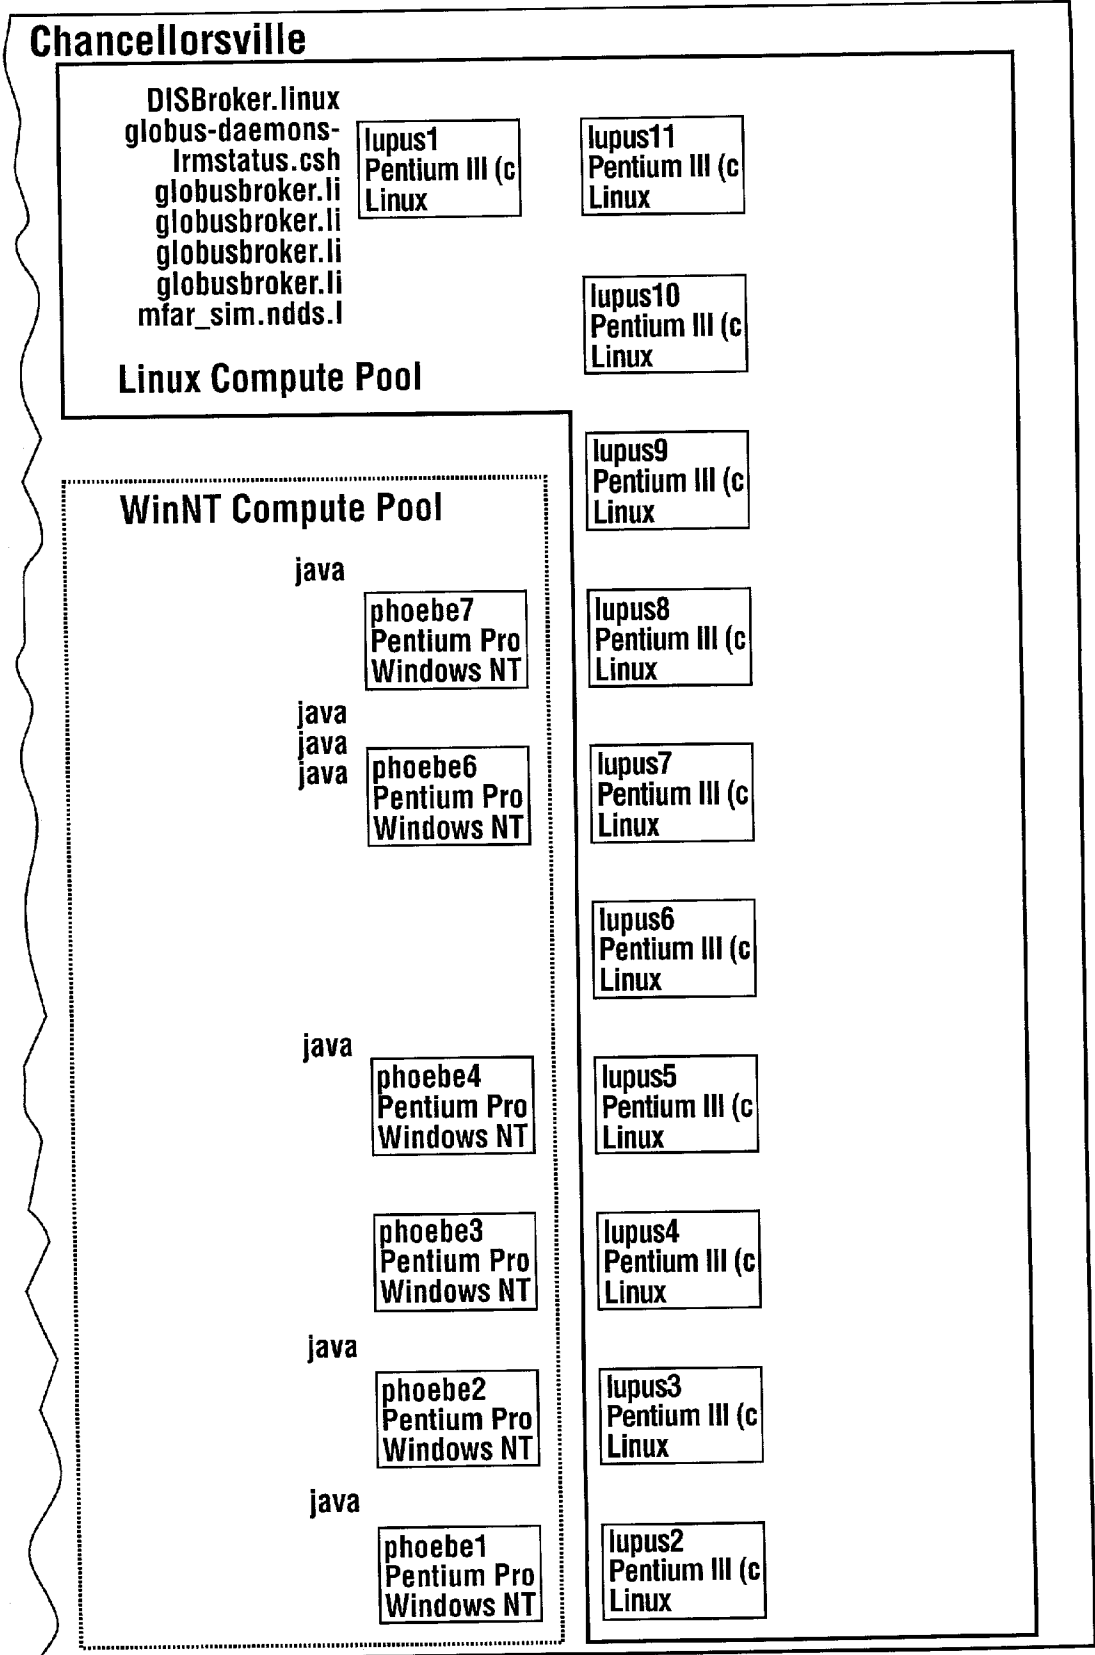 Chancellorsville
DISBroker.linux
globus-daemons-
lrmstatus.csh
globusbroker.li
globusbroker.li
globusbroker.li
globusbroker.li
mfar_sim.ndds.l
lupus1
Pentium III (c
Linux
lupus11
Pentium III (c
Linux
lupus10
Pentium III (c
Linux
Linux Compute Pool
lupus9
Pentium III (c
Linux
WinNT Compute Pool
java
phoebe7
Pentium Pro
Windows NT
lupus8
Pentium III (c
Linux
java
java
java
phoebe6
Pentium Pro
Windows NT
lupus7
Pentium III (c
Linux
lupus6
Pentium III (c
Linux
java
phoebe4
Pentium Pro
Windows NT
lupus5
Pentium III (c
Linux
phoebe3
Pentium Pro
Windows NT
lupus4
Pentium III (c
Linux
java
phoebe2
Pentium Pro
Windows NT
lupus3
Pentium III (c
Linux
java
phoebe1
Pentium Pro
Windows NT
lupus2
Pentium III (c
Linux